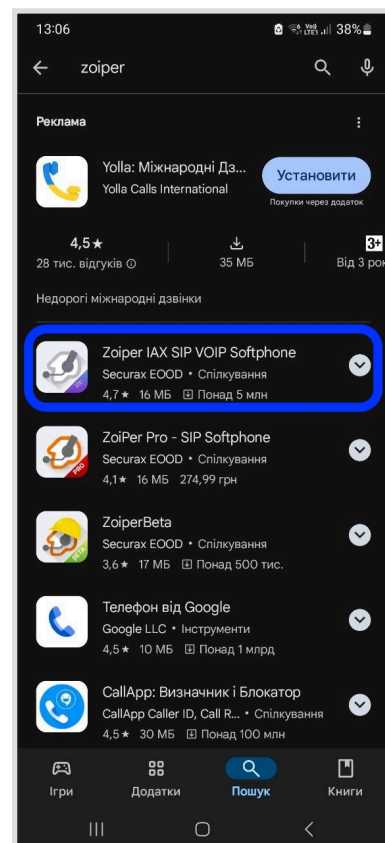 13:06
Vo))
LTE1
38%
zoiper
Реклама
Yolla: Міжнародні Дз...
Yolla Calls International
Установити
Покупки через додаток
4,5★
28 тис. відгуків
35 МБ
3+
Від 3 рок
Недорогі міжнародні дзвінки
Zoiper IAX SIP VOIP Softphone
Securax EOOD • Спілкування
4,7★ 16 МБ Понад 5 млн
ZoiPer Pro - SIP Softphone
Securax EOOD • Спілкування
4,1★ 16 МБ 274,99 грн
PRO
ZoiperBeta
Securax EOOD • Спілкування
3,6★ 17 МБ Понад 500 тис.
BETA
Телефон від Google
Google LLC • Інструменти
4,5★ 10 МБ Понад 1 млрд
CallApp: Визначник і Блокатор
CallApp Caller ID, Call R... • Спілкування
4,5★ 30 МБ Понад 100 млн
Ігри
Додатки
Пошук
Книги